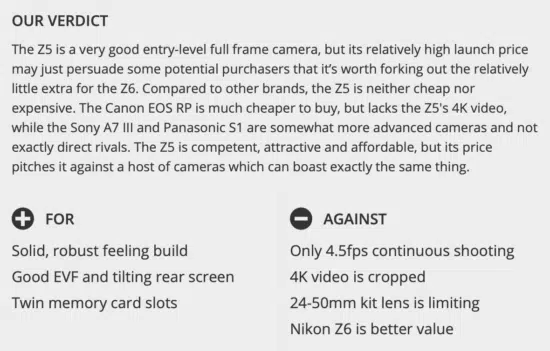 OUR VERDICT
The Z5 is a very good entry-level full frame camera, but its relatively high launch price
may just persuade some potential purchasers that it's worth forking out the relatively
little extra for the Z6. Compared to other brands, the Z5 is neither cheap nor
expensive. The Canon EOS RP is much cheaper to buy, but lacks the Z5's 4K video,
while the Sony A7 III and Panasonic S1 are somewhat more advanced cameras and not
exactly direct rivals. The Z5 is competent, attractive and affordable, but its price
pitches it against a host of cameras which can boast exactly the same thing.
FOR
Solid, robust feeling build
Good EVF and tilting rear screen
Twin memory card slots
AGAINST
Only 4.5fps continuous shooting
4K video is cropped
24-50mm kit lens is limiting
Nikon Z6 is better value